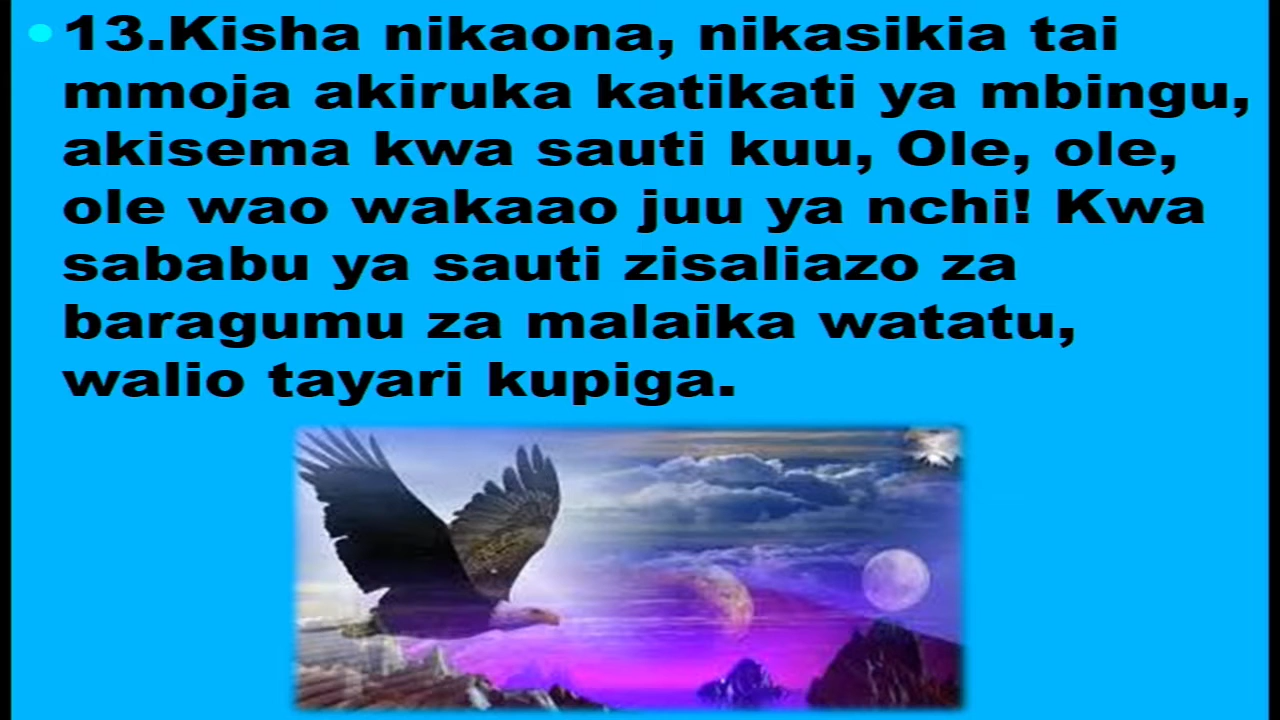 13.Kisha nikaona, nikasikia tai
mmoja akiruka katikati ya mbingu,
akisema kwa sauti kuu, Ole, ole,
ole wao wakaao juu ya nchi! Kwa
sababu ya sauti zisaliazo za
baragumu za malaika watatu,
walio tayari kupiga.